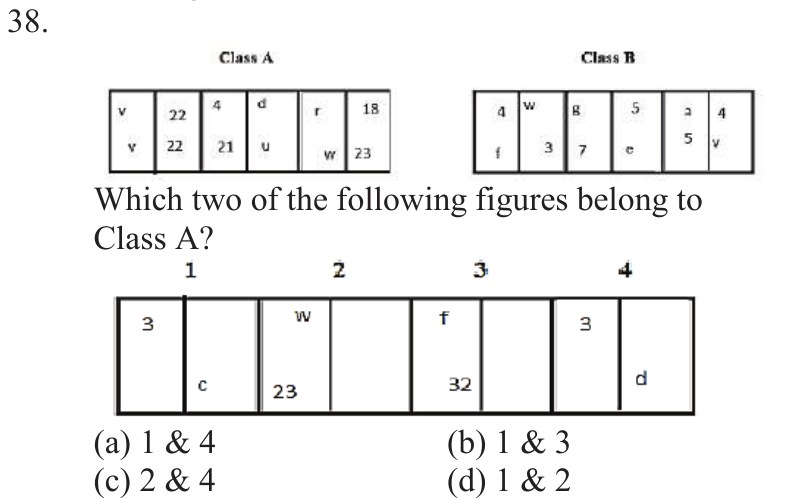 38.
Class A Class B
v 22 4 d r 18 4 w g 5 a 4
v 22 21 u w 23 f 3 7 e 5 v
Which two of the following figures belong to
Class A?
1 2 3 4
3 w f 3
c 23 32 d
(a) 1 & 4 (b) 1 & 3
(c) 2 & 4 (d) 1 & 2